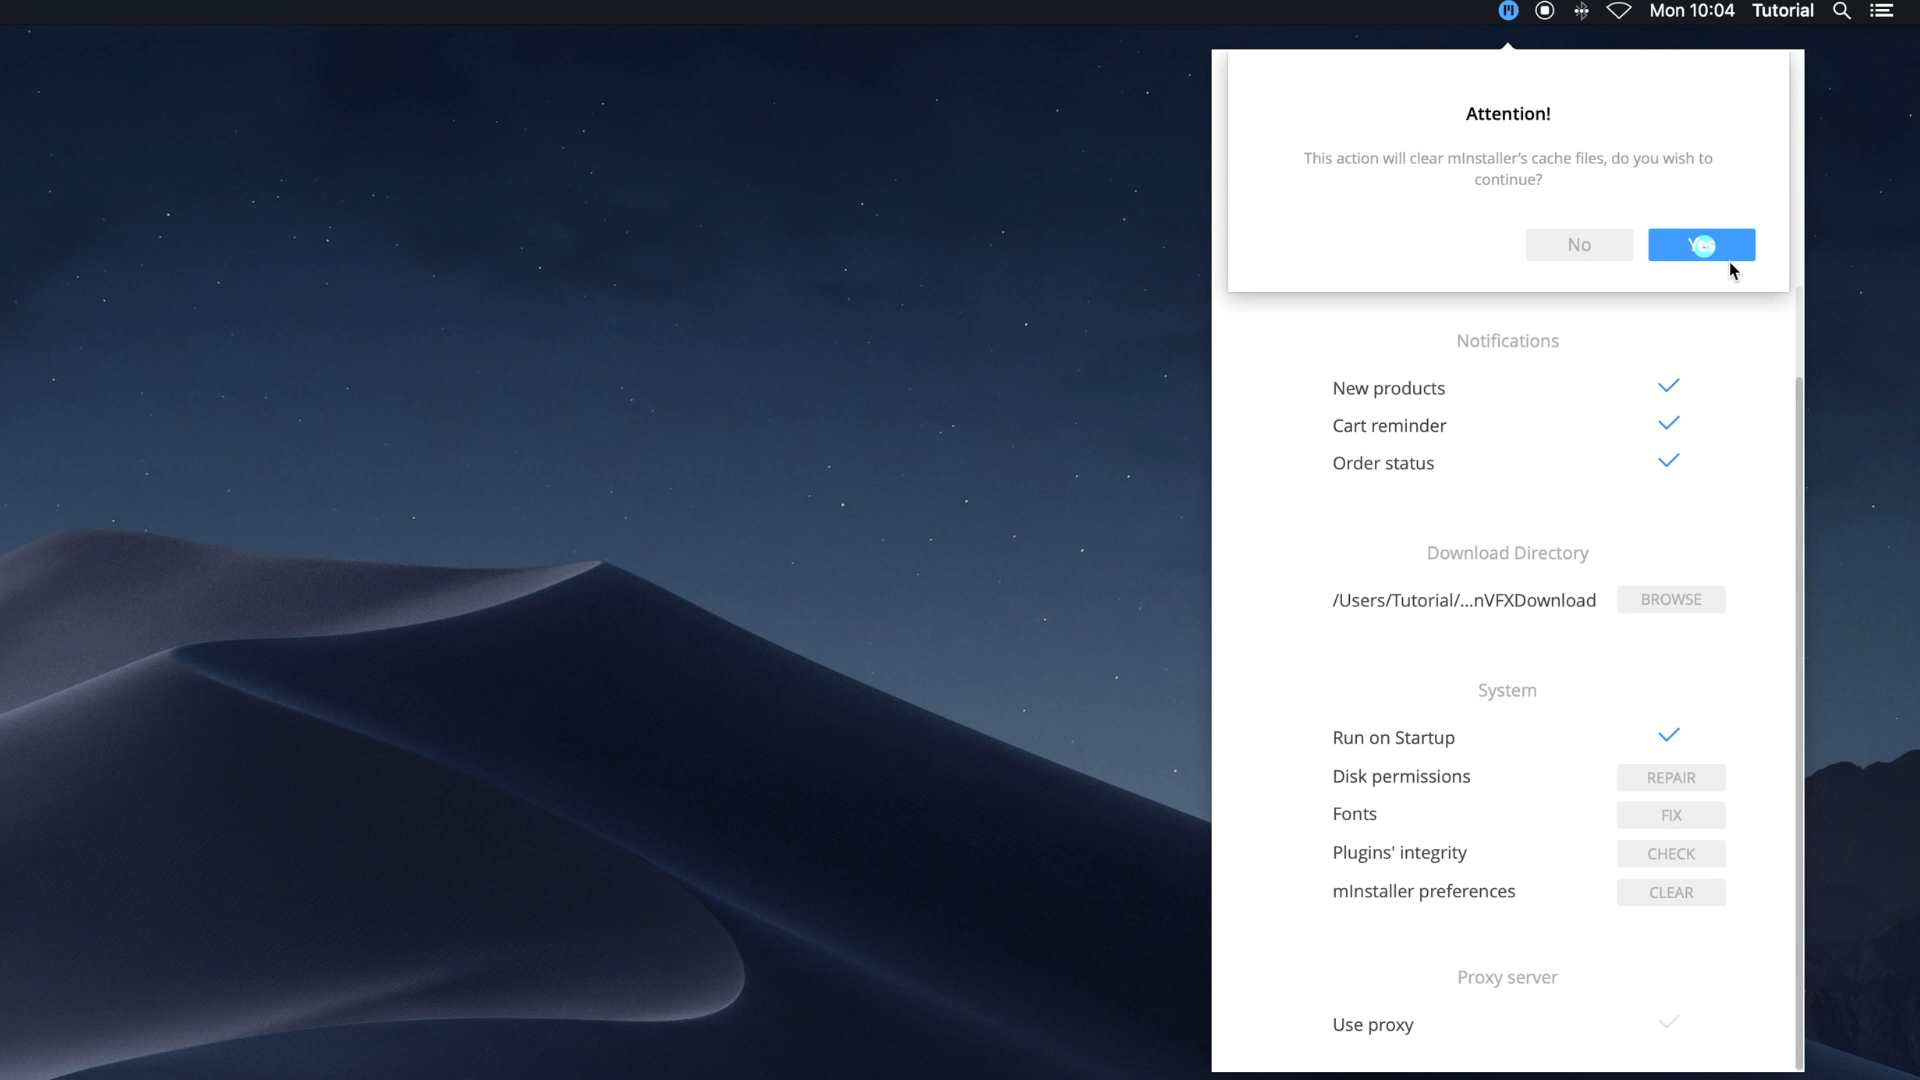 Mon 10:04 Tutorial
Attention!
This action will clear mInstaller's cache files, do you wish to
continue?
No Yes
Notifications
New products
Cart reminder
Order status
Download Directory
/Users/Tutorial/...nVFXDownload BROWSE
System
Run on Startup
Disk permissions REPAIR
Fonts FIX
Plugins' integrity CHECK
mInstaller preferences CLEAR
Proxy server
Use proxy